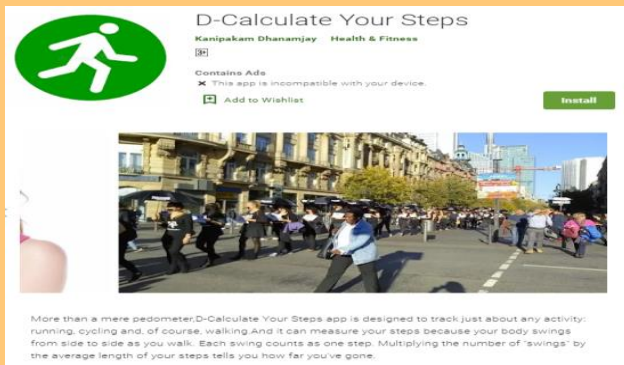 D-Calculate Your Steps
Kanipakam Dhanamjay Health & Fitness
3+
Contains Ads
This app is incompatible with your device.
Add to Wishlist
Install
More than a mere pedometer,D-Calculate Your Steps app is designed to track just about any activity:
running, cycling and, of course, walking.And it can measure your steps because your body swings
from side to side as you walk. Each swing counts as one step. Multiplying the number of "swings" by
the average length of your steps tells you how far you've gone.